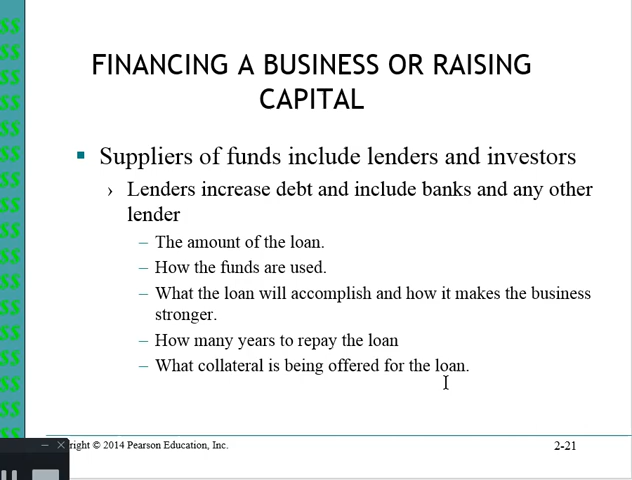 FINANCING A BUSINESS OR RAISING
CAPITAL
Suppliers of funds include lenders and investors
Lenders increase debt and include banks and any other
lender
– The amount of the loan.
– How the funds are used.
– What the loan will accomplish and how it makes the business
stronger.
– How many years to repay the loan
– What collateral is being offered for the loan.
right © 2014 Pearson Education, Inc.
2-21